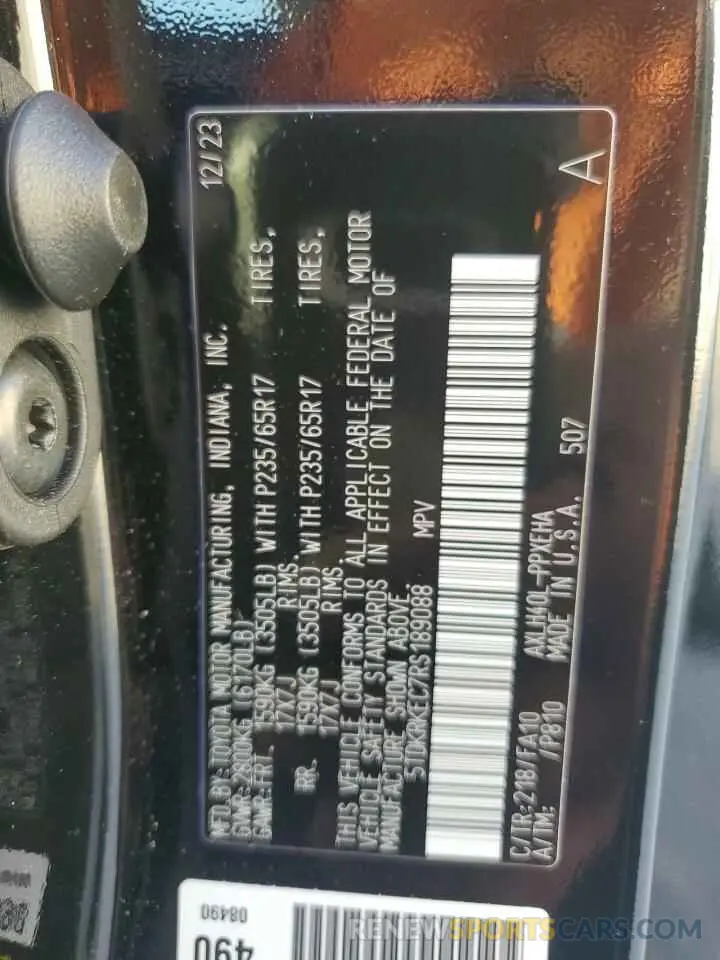 MFD. BY: TOYOTA MOTOR MANUFACTURING, INDIANA, INC. 12/23
GVWR: 2800KG (6170LB)
GAWR: FRT. 1590KG (3505LB) WITH P235/65R17 TIRES,
17X7J RIMS.
RR. 1590KG (3505LB) WITH P235/65R17 TIRES,
17X7J RIMS.
THIS VEHICLE CONFORMS TO ALL APPLICABLE FEDERAL MOTOR
VEHICLE SAFETY STANDARDS IN EFFECT ON THE DATE OF
MANUFACTURE SHOWN ABOVE.
5TDKRKEC7RS189088 MPV
C/TR: 218/FA10 AXLH40L-PPXEHA A
A/TM: /P810 MADE IN U.S.A. 507
08490
490
RENEWSPORTSCARS.COM